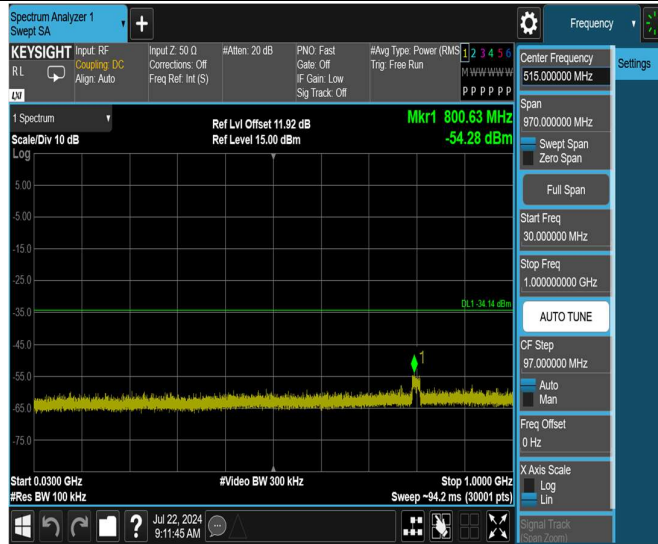 Spectrum Analyzer 1
Swept SA
Frequency
KEYSIGHT
RL
LXI
Input: RF
Coupling: DC
Align: Auto
Input Z: 50 Ω
Corrections: Off
Freq Ref: Int (S)
#Atten: 20 dB
PNO: Fast
Gate: Off
IF Gain: Low
Sig Track: Off
#Avg Type: Power (RMS
Trig: Free Run
1 2 3 4 5 6
M W W W W W
P P P P P P
1 Spectrum
Scale/Div 10 dB
Log
Ref Lvl Offset 11.92 dB
Ref Level 15.00 dBm
Mkr1 800.63 MHz
-54.28 dBm
5.00
-5.00
-15.0
-25.0
-35.0
-45.0
-55.0
-65.0
-75.0
DL1 -34.14 dBm
1
Start 0.0300 GHz
#Res BW 100 kHz
#Video BW 300 kHz
Stop 1.0000 GHz
Sweep ~94.2 ms (30001 pts)
Jul 22, 2024
9:11:45 AM
Center Frequency
515.000000 MHz
Settings
Span
970.000000 MHz
Swept Span
Zero Span
Full Span
Start Freq
30.000000 MHz
Stop Freq
1.000000000 GHz
AUTO TUNE
CF Step
97.000000 MHz
Auto
Man
Freq Offset
0 Hz
X Axis Scale
Log
Lin
Signal Track
(Span Zoom)